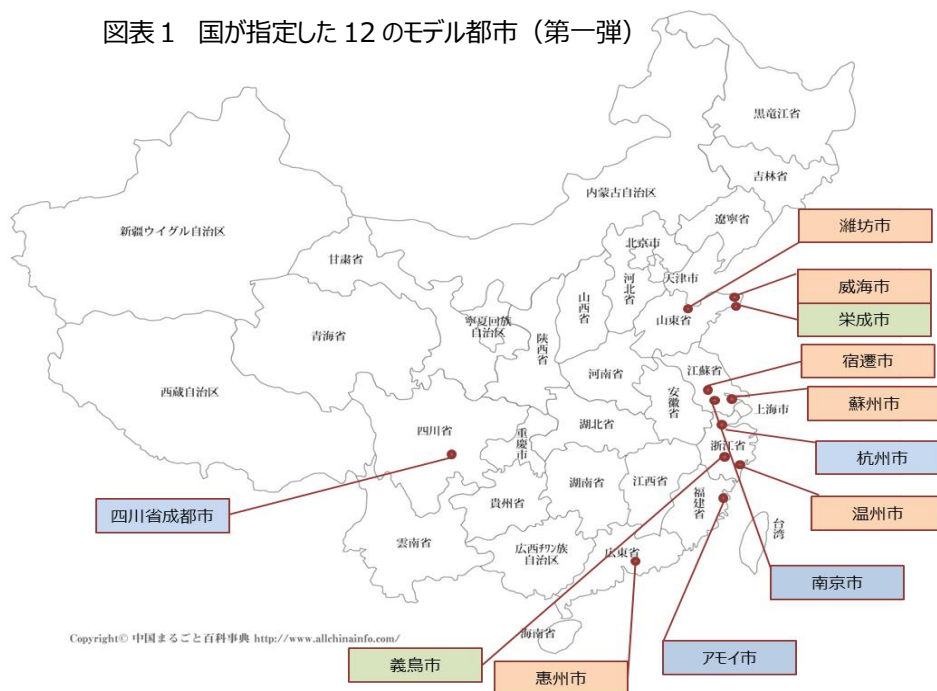 図表1 国が指定した 12 のモデル都市（第一弾）
黒竜江省
吉林省
内蒙古自治区
遼寧省
新疆ウイグル自治区
北京市
甘粛省
天津市
河北省
山西省
寧夏回族
自治区
山東省
青海省
陝西省
河南省
江蘇省
安徽省
西蔵自治区
上海市
四川省
重慶市
湖北省
浙江省
湖南省
江西省
貴州省
福建省
雲南省
広西チワン族
自治区
広東省
台湾
海南省
濰坊市
威海市
栄成市
宿遷市
蘇州市
杭州市
温州市
四川省成都市
南京市
アモイ市
義烏市
惠州市
Copyright© 中国まるごと百科事典 http://www.allchinainfo.com/